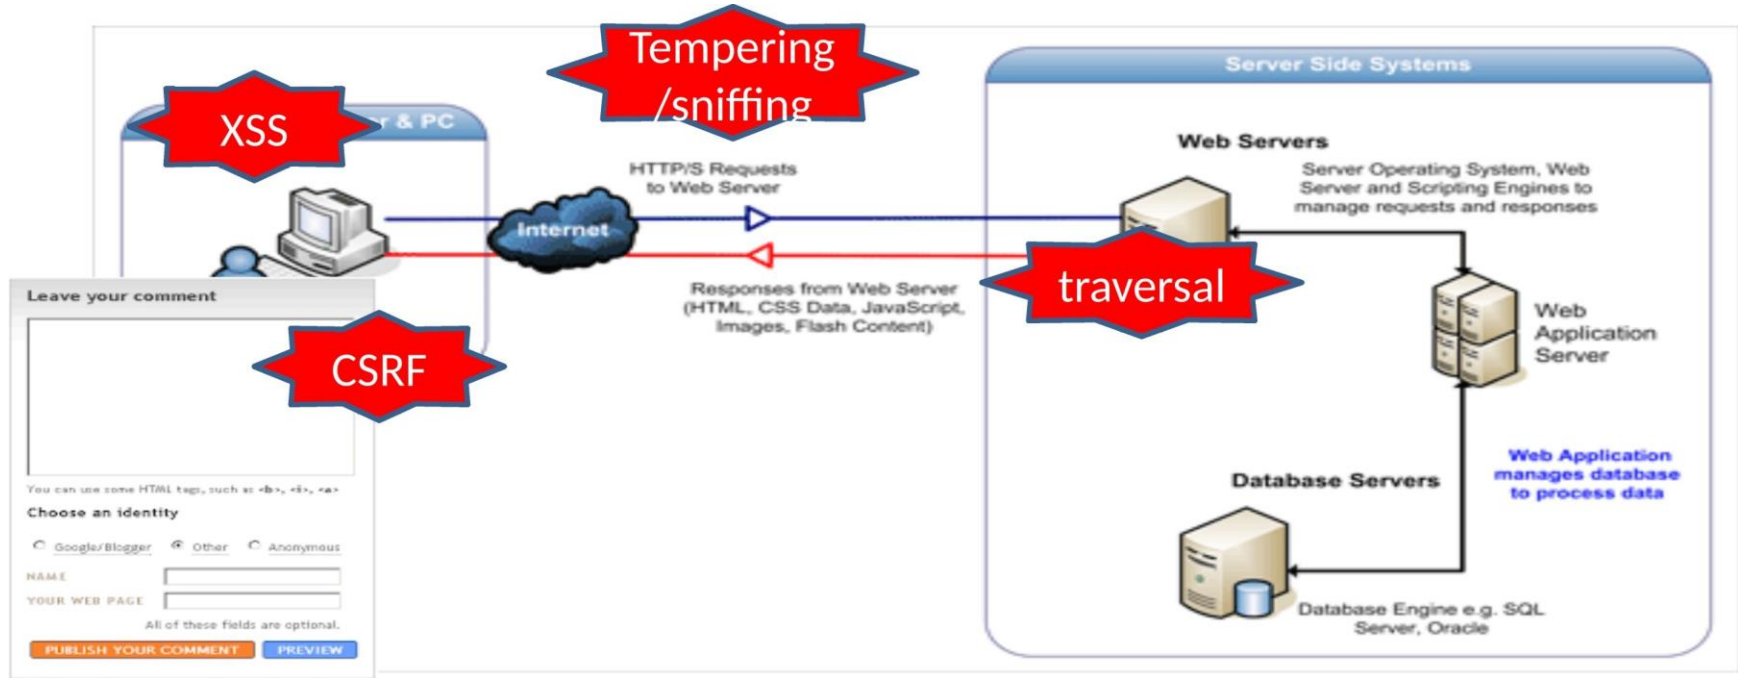 Tempering
/sniffing
Server Side Systems
XSS
r & PC
HTTP/S Requests
to Web Server
Internet
Responses from Web Server
(HTML, CSS Data, JavaScript,
Images, Flash Content)
Web Servers
Server Operating System, Web
Server and Scripting Engines to
manage requests and responses
traversal
Web
Application
Server
Web Application
manages database
to process data
Database Servers
Database Engine e.g. SQL
Server, Oracle
Leave your comment
CSRF
You can use some HTML tags, such as <b>, <i>, <a>
Choose an identity
Google/Blogger Other Anonymous
NAME
YOUR WEB PAGE
All of these fields are optional.
PUBLISH YOUR COMMENT PREVIEW